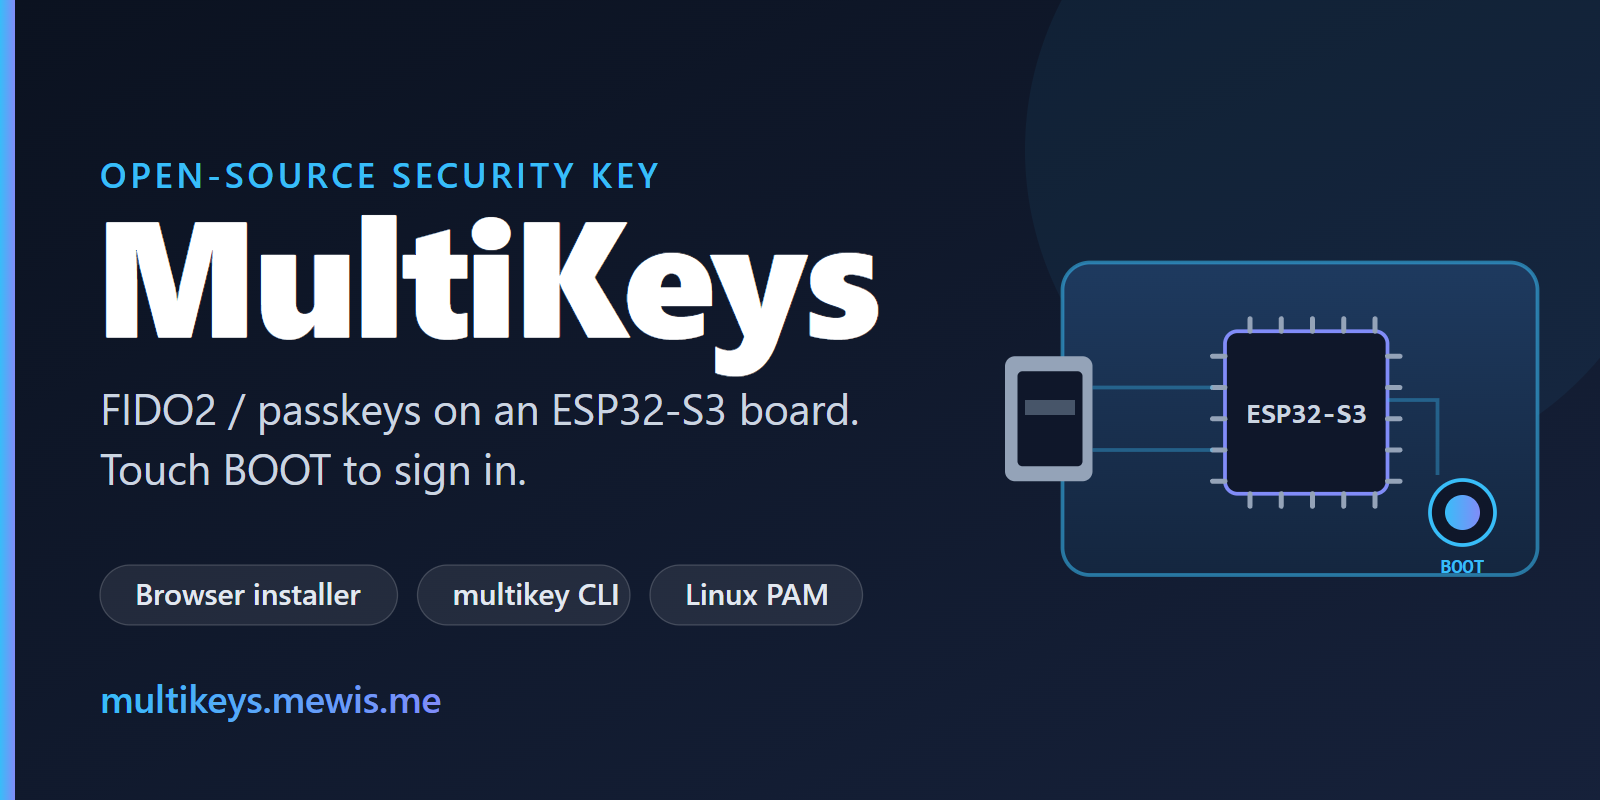 OPEN-SOURCE SECURITY KEY
MultiKeys
FIDO2 / passkeys on an ESP32-S3 board.
Touch BOOT to sign in.
Browser installer
multikey CLI
Linux PAM
multikeys.mewis.me
ESP32-S3
BOOT